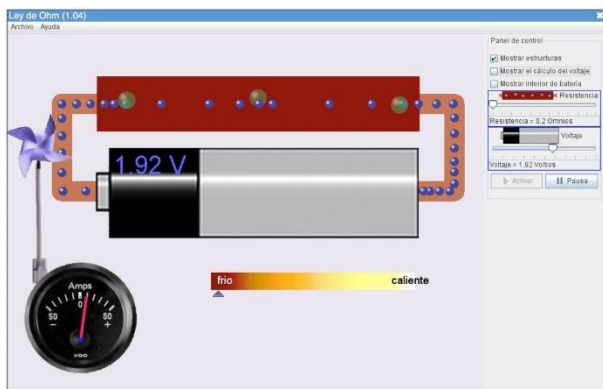 Ley de Ohm (1.04)
Archivo Ayuda
Panel de control
Mostrar estructuras
Mostrar el cálculo del voltaje
Mostrar interior de batería
Resistencia
Resistencia = 0.2 Omnios
Voltaje
Voltaje = 1.92 Voltios
Activar
Pausa
1.92 V
frio
caliente
Amps
0
50 50
- +
VDO